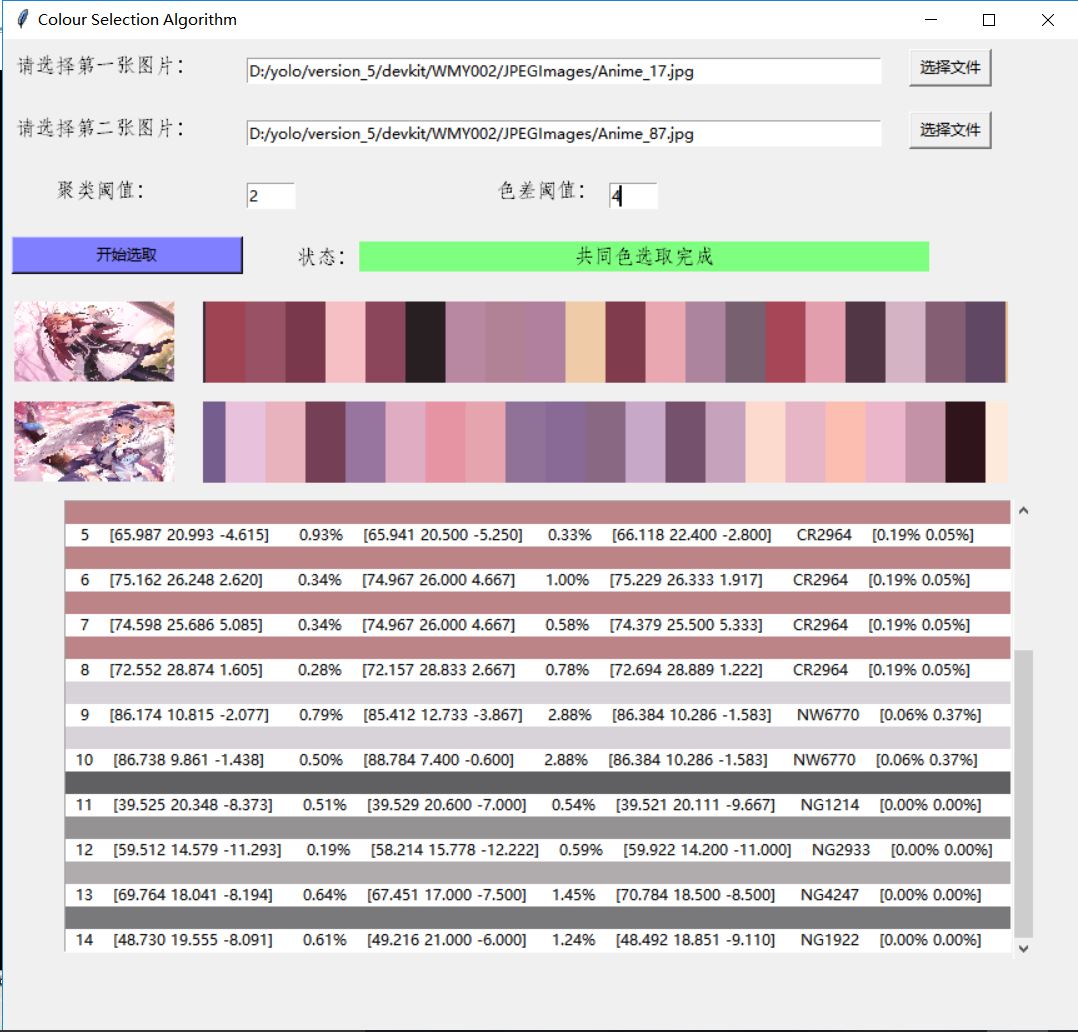 Colour Selection Algorithm
请选择第一张图片： D:/yolo/version_5/devkit/WMY002/JPEGImages/Anime_17.jpg 选择文件
请选择第二张图片： D:/yolo/version_5/devkit/WMY002/JPEGImages/Anime_87.jpg 选择文件
聚类阈值： 2 色差阈值： 4
开始选取 状态： 共同色选取完成
5 [65.987 20.993 -4.615] 0.93% [65.941 20.500 -5.250] 0.33% [66.118 22.400 -2.800] CR2964 [0.19% 0.05%]
6 [75.162 26.248 2.620] 0.34% [74.967 26.000 4.667] 1.00% [75.229 26.333 1.917] CR2964 [0.19% 0.05%]
7 [74.598 25.686 5.085] 0.34% [74.967 26.000 4.667] 0.58% [74.379 25.500 5.333] CR2964 [0.19% 0.05%]
8 [72.552 28.874 1.605] 0.28% [72.157 28.833 2.667] 0.78% [72.694 28.889 1.222] CR2964 [0.19% 0.05%]
9 [86.174 10.815 -2.077] 0.79% [85.412 12.733 -3.867] 2.88% [86.384 10.286 -1.583] NW6770 [0.06% 0.37%]
10 [86.738 9.861 -1.438] 0.50% [88.784 7.400 -0.600] 2.88% [86.384 10.286 -1.583] NW6770 [0.06% 0.37%]
11 [39.525 20.348 -8.373] 0.51% [39.529 20.600 -7.000] 0.54% [39.521 20.111 -9.667] NG1214 [0.00% 0.00%]
12 [59.512 14.579 -11.293] 0.19% [58.214 15.778 -12.222] 0.59% [59.922 14.200 -11.000] NG2933 [0.00% 0.00%]
13 [69.764 18.041 -8.194] 0.64% [67.451 17.000 -7.500] 1.45% [70.784 18.500 -8.500] NG4247 [0.00% 0.00%]
14 [48.730 19.555 -8.091] 0.61% [49.216 21.000 -6.000] 1.24% [48.492 18.851 -9.110] NG1922 [0.00% 0.00%]